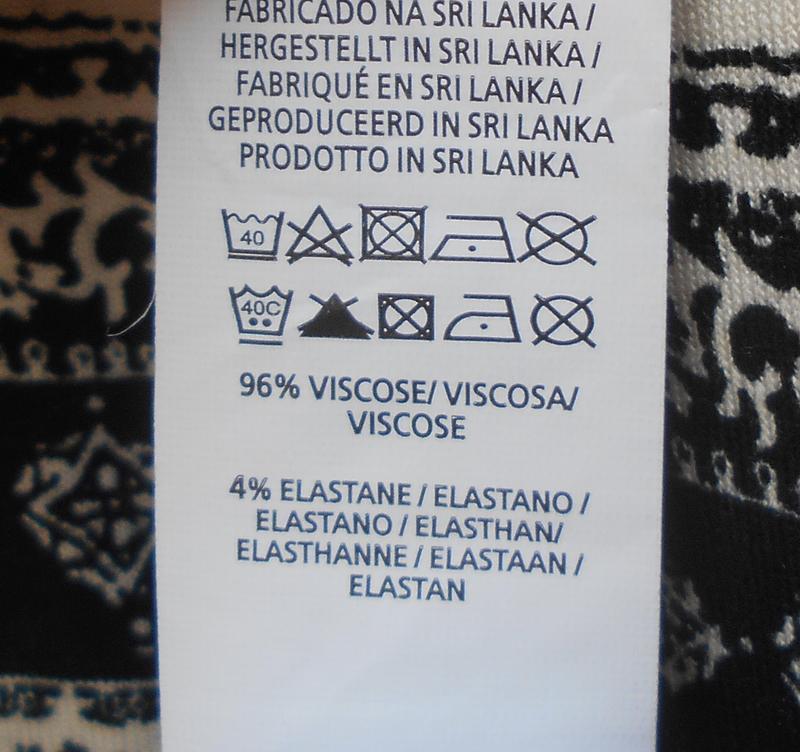 FABRICADO NA SRI LANKA /
HERGESTELLT IN SRI LANKA /
FABRIQUÉ EN SRI LANKA /
GEPRODUCEERD IN SRI LANKA
PRODOTTO IN SRI LANKA
40
40C
96% VISCOSE/ VISCOSA/
VISCOSE
4% ELASTANE / ELASTANO /
ELASTANO / ELASTHAN/
ELASTHANNE / ELASTAAN /
ELASTAN